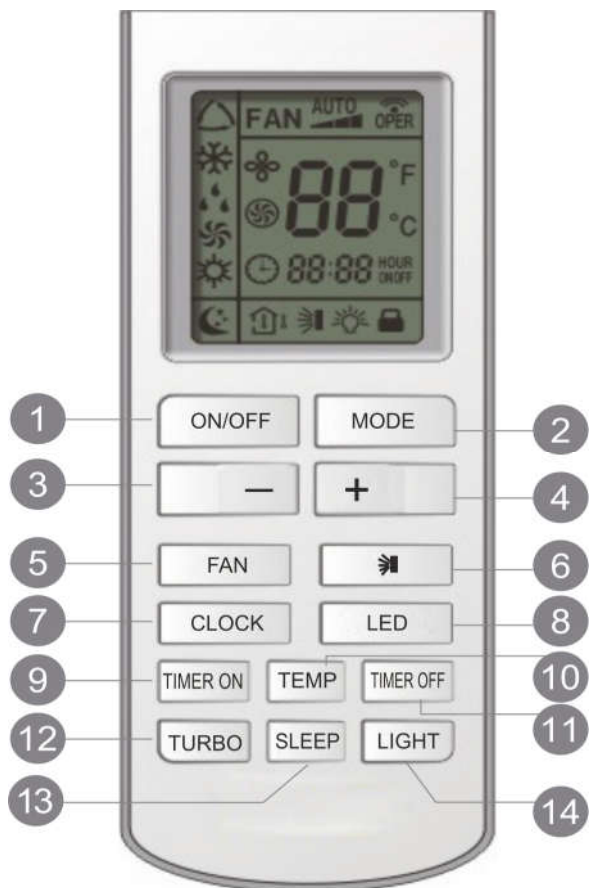 FAN AUTO OPER
88 °F
°C
88:88 HOUR
ON OFF
1 ON/OFF MODE 2
3 − + 4
5 FAN 6
7 CLOCK LED 8
9 TIMER ON TEMP TIMER OFF 10
11
12 TURBO SLEEP LIGHT
13 14